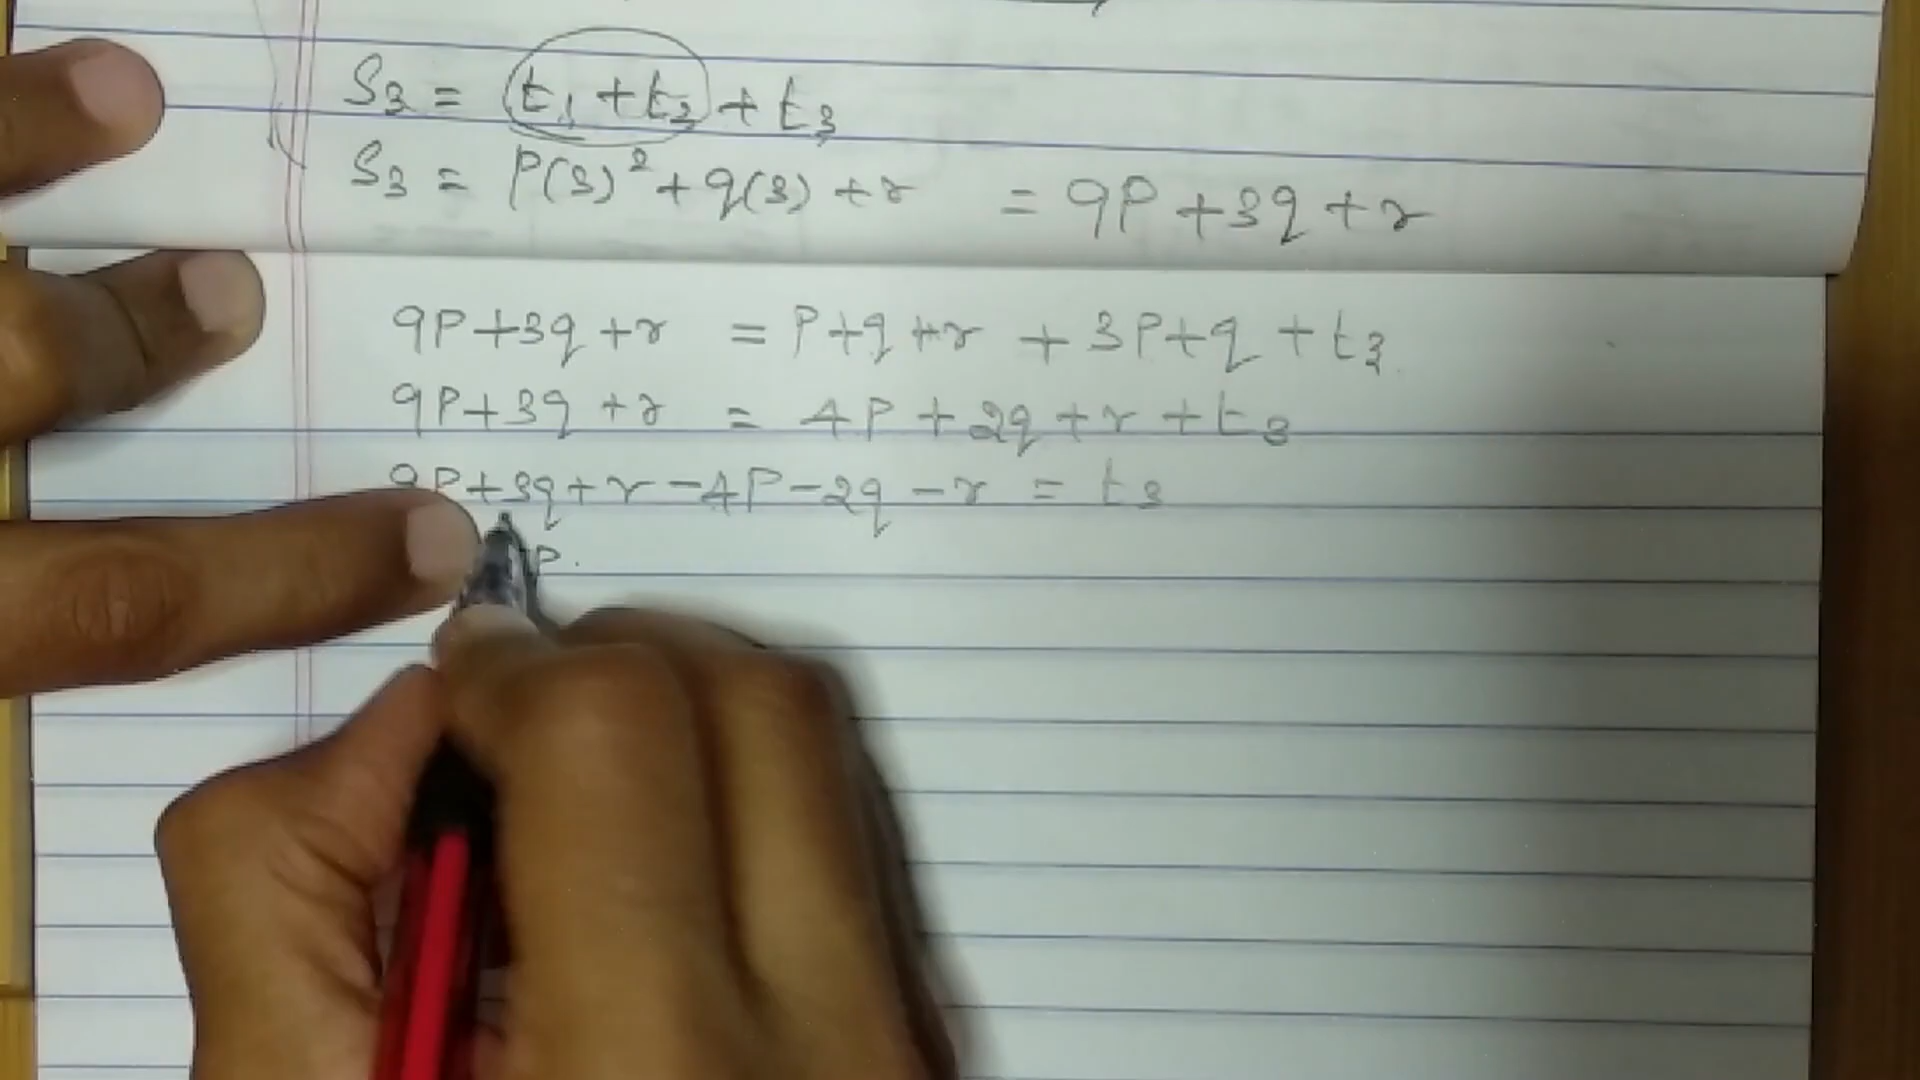 S3 = t1 + t2 + t3
S3 = P(3)² + q(3) + r = 9P + 3q + r
9P + 3q + r = P + q + r + 3P + q + t3
9P + 3q + r = 4P + 2q + r + t3
9P + 3q + r - 4P - 2q - r = t3
P